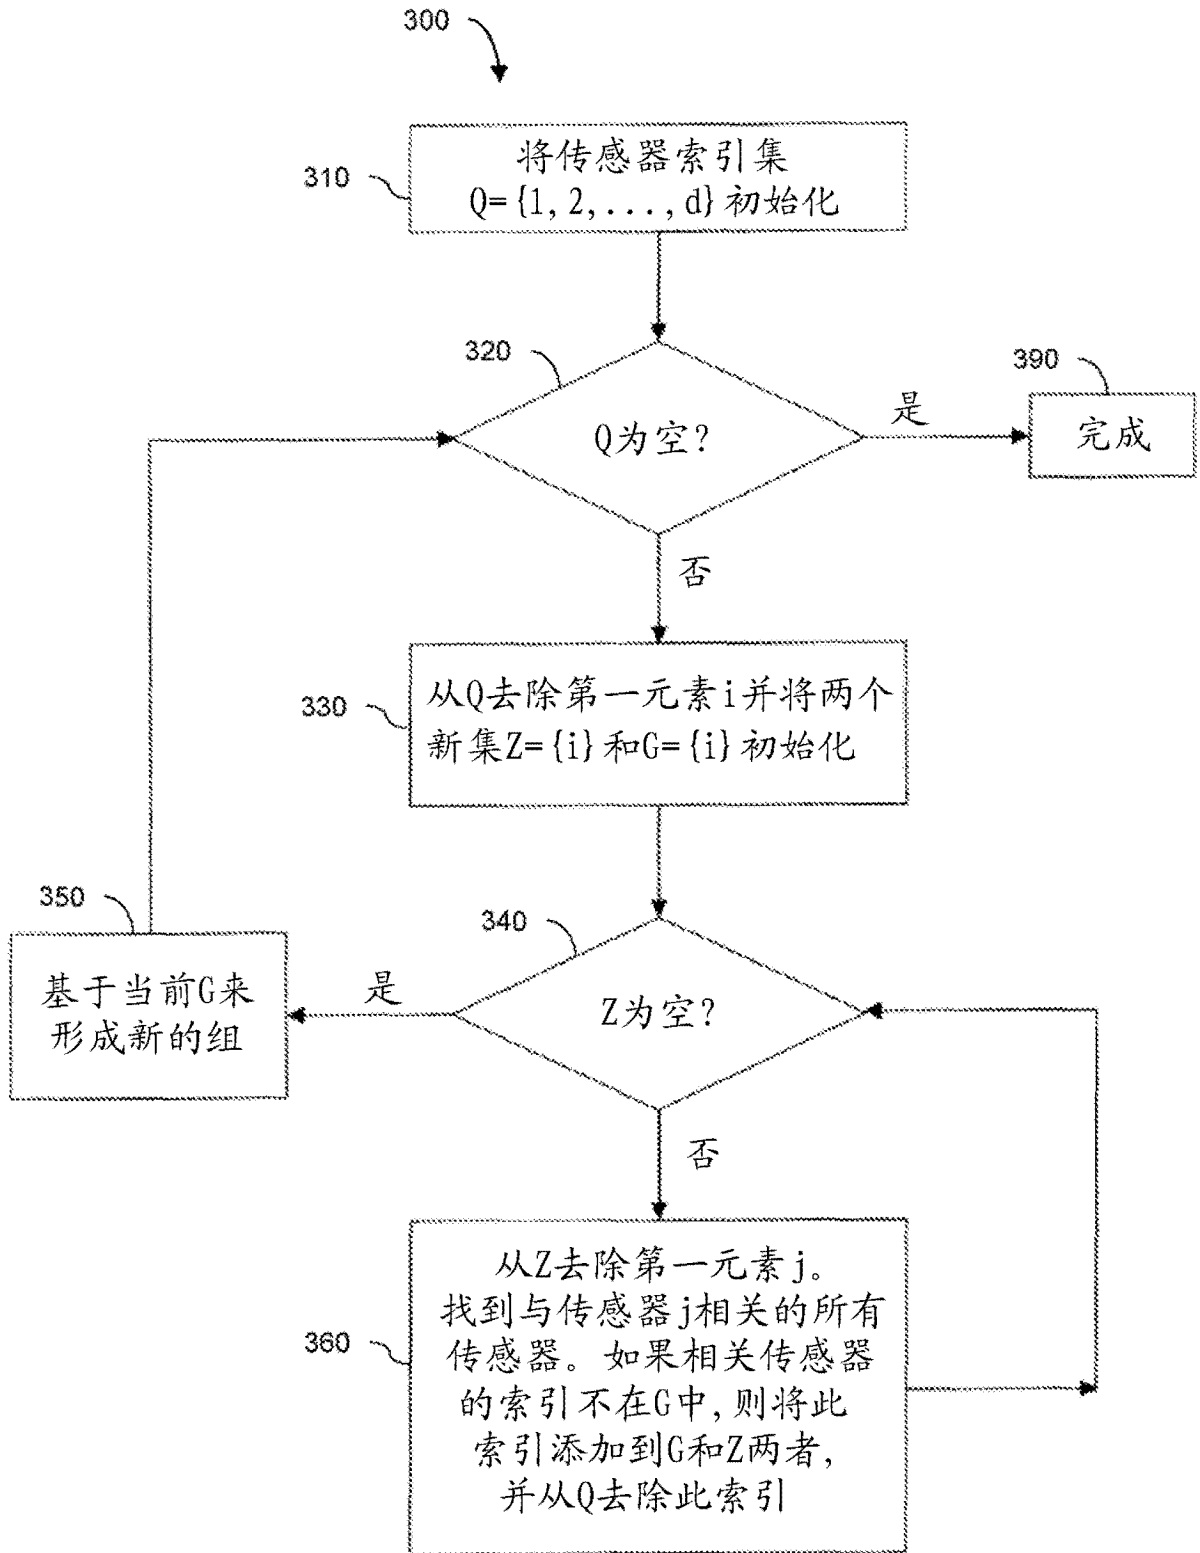 300
310
将传感器索引集
Q={1,2,...,d}初始化
320
Q为空?
是
390
完成
否
330
从Q去除第一元素i并将两个
新集Z={i}和G={i}初始化
340
Z为空?
是
350
基于当前G来
形成新的组
否
360
从Z去除第一元素j。
找到与传感器j相关的所有
传感器。如果相关传感器
的索引不在G中,则将此
索引添加到G和Z两者,
并从Q去除此索引